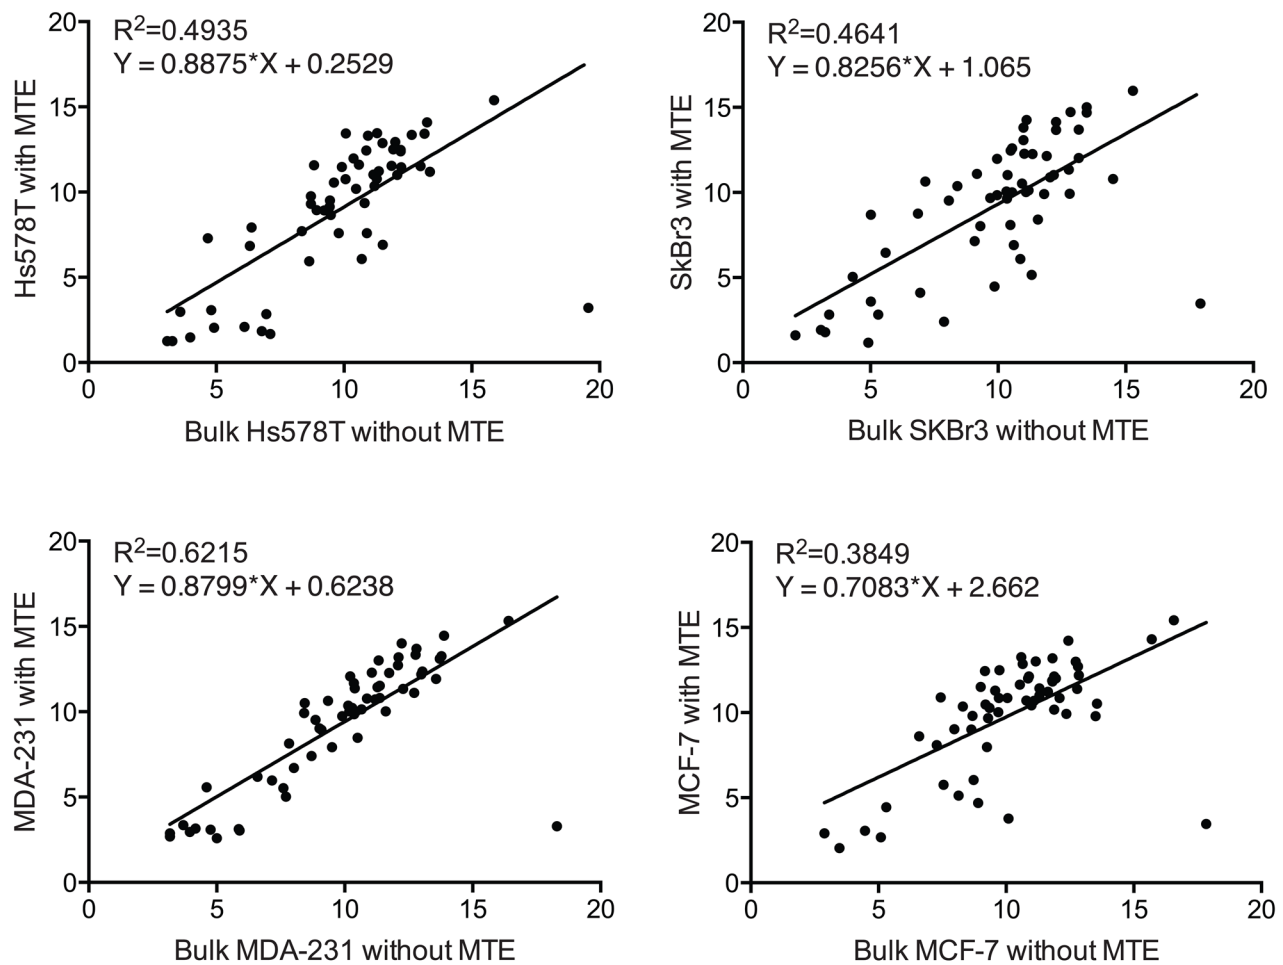 R²=0.4935
Y = 0.8875*X + 0.2529
Hs578T with MTE
20
15
10
5
0
0 5 10 15 20
Bulk Hs578T without MTE
R²=0.4641
Y = 0.8256*X + 1.065
SkBr3 with MTE
20
15
10
5
0
0 5 10 15 20
Bulk SKBr3 without MTE
R²=0.6215
Y = 0.8799*X + 0.6238
MDA-231 with MTE
20
15
10
5
0
0 5 10 15 20
Bulk MDA-231 without MTE
R²=0.3849
Y = 0.7083*X + 2.662
MCF-7 with MTE
20
15
10
5
0
0 5 10 15 20
Bulk MCF-7 without MTE